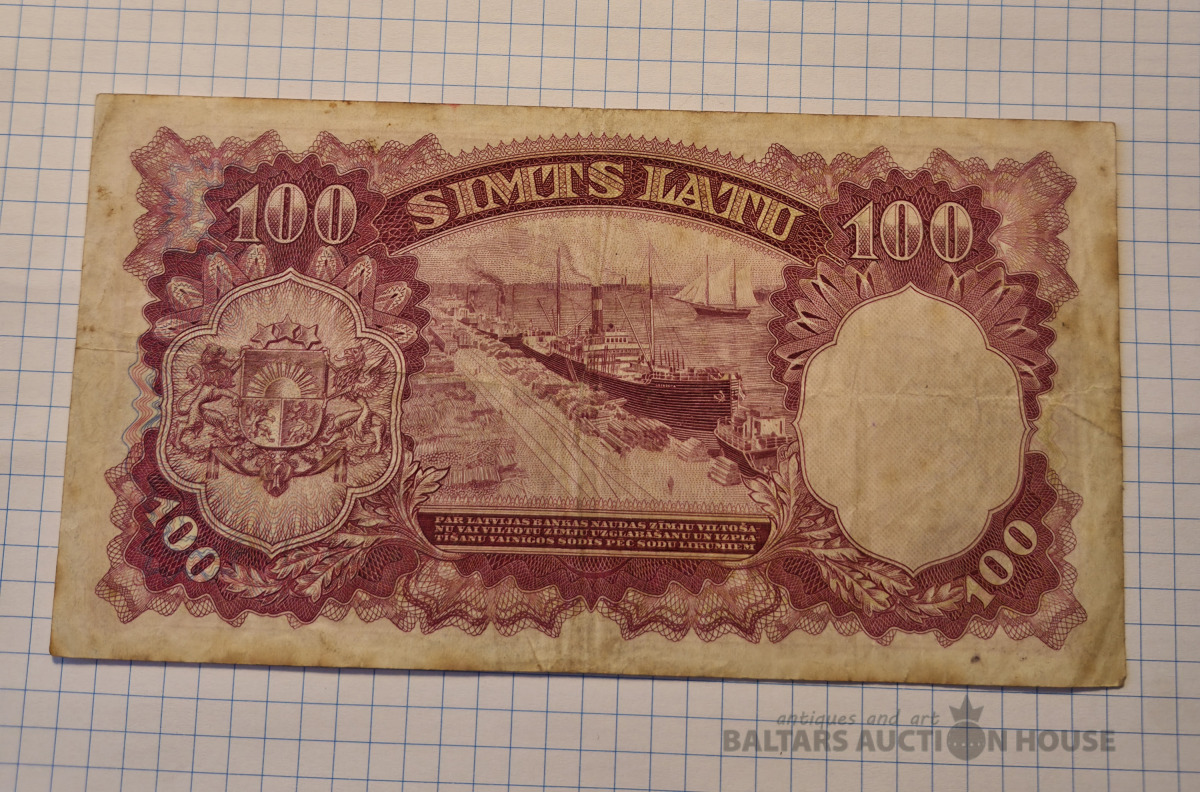 SIMTS LATU
100
100
PAR LATVIJAS BANKAS NAUDAS ZĪMJU VILTOŠA-
NU VAI VILTOTU ZĪMJU UZGLABĀŠANU UN IZPLA-
TĪŠANU VAINĪGOS SODĪS PĒC SODU LIKUMIEM
100
100
antiques and art
BALTARS AUCTION HOUSE